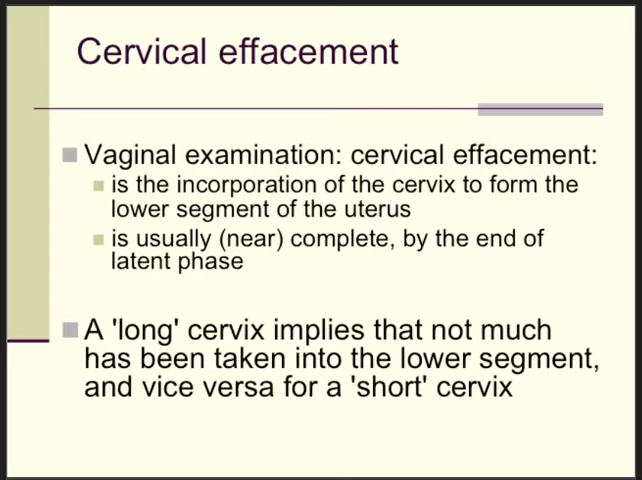 Cervical effacement
Vaginal examination: cervical effacement:
is the incorporation of the cervix to form the
lower segment of the uterus
is usually (near) complete, by the end of
latent phase
A 'long' cervix implies that not much
has been taken into the lower segment,
and vice versa for a 'short' cervix